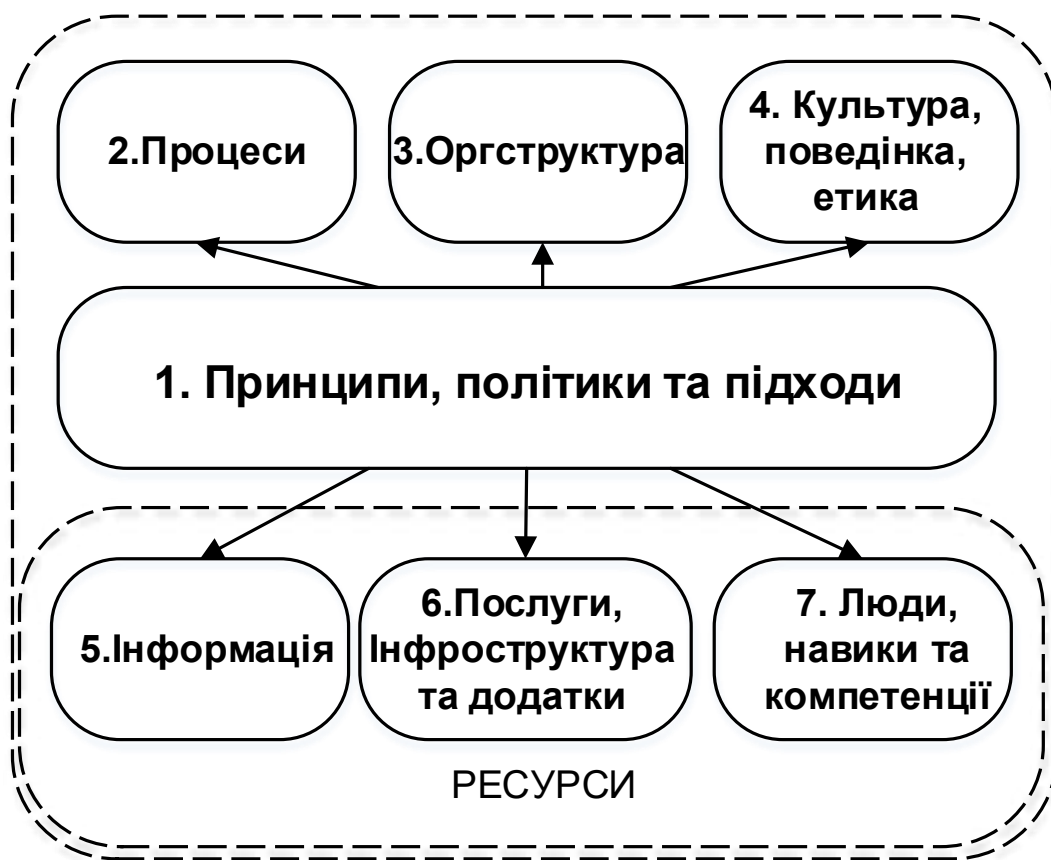 2.Процеси
3.Оргструктура
4. Культура,
поведінка,
етика
1. Принципи, політики та підходи
5.Інформація
6.Послуги,
Інфроструктура
та додатки
7. Люди,
навики та
компетенції
РЕСУРСИ